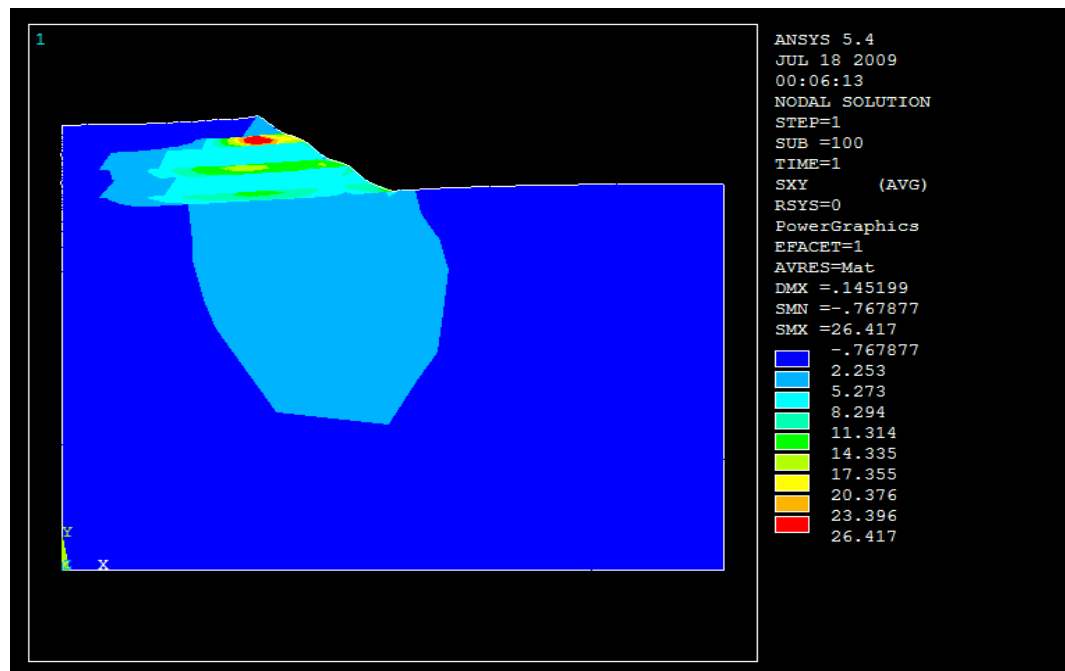 1
ANSYS 5.4
JUL 18 2009
00:06:13
NODAL SOLUTION
STEP=1
SUB =100
TIME=1
SXY (AVG)
RSYS=0
PowerGraphics
EFACET=1
AVRES=Mat
DMX =.145199
SMN =-.767877
SMX =26.417
-.767877
2.253
5.273
8.294
11.314
14.335
17.355
20.376
23.396
26.417
Y
X